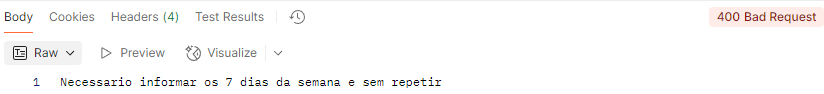 Body Cookies Headers (4) Test Results 400 Bad Request
Raw Preview Visualize
1 Necessario informar os 7 dias da semana e sem repetir